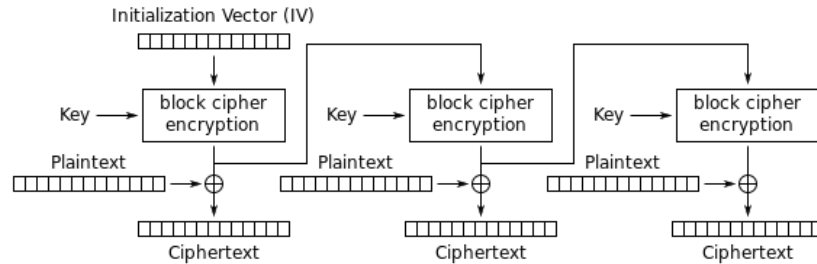 Initialization Vector (IV)
Key
block cipher
encryption
Key
block cipher
encryption
Key
block cipher
encryption
Plaintext
Plaintext
Plaintext
Ciphertext
Ciphertext
Ciphertext